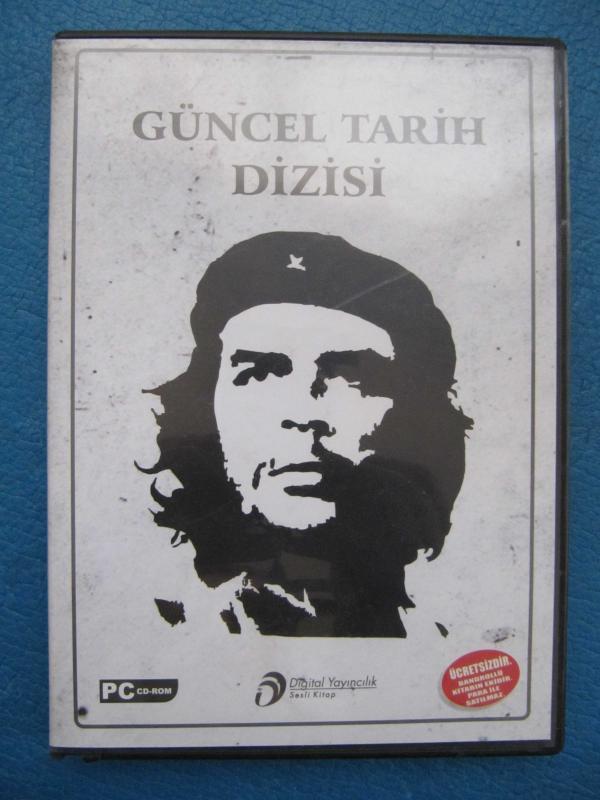 GÜNCEL TARİH
DİZİSİ
PC CD-ROM
Digital Yayıncılık
Sesli Kitap
ÜCRETSİZDİR.
BANDROLLÜ
KİTABIN EKİDİR.
PARA İLE
SATILMAZ